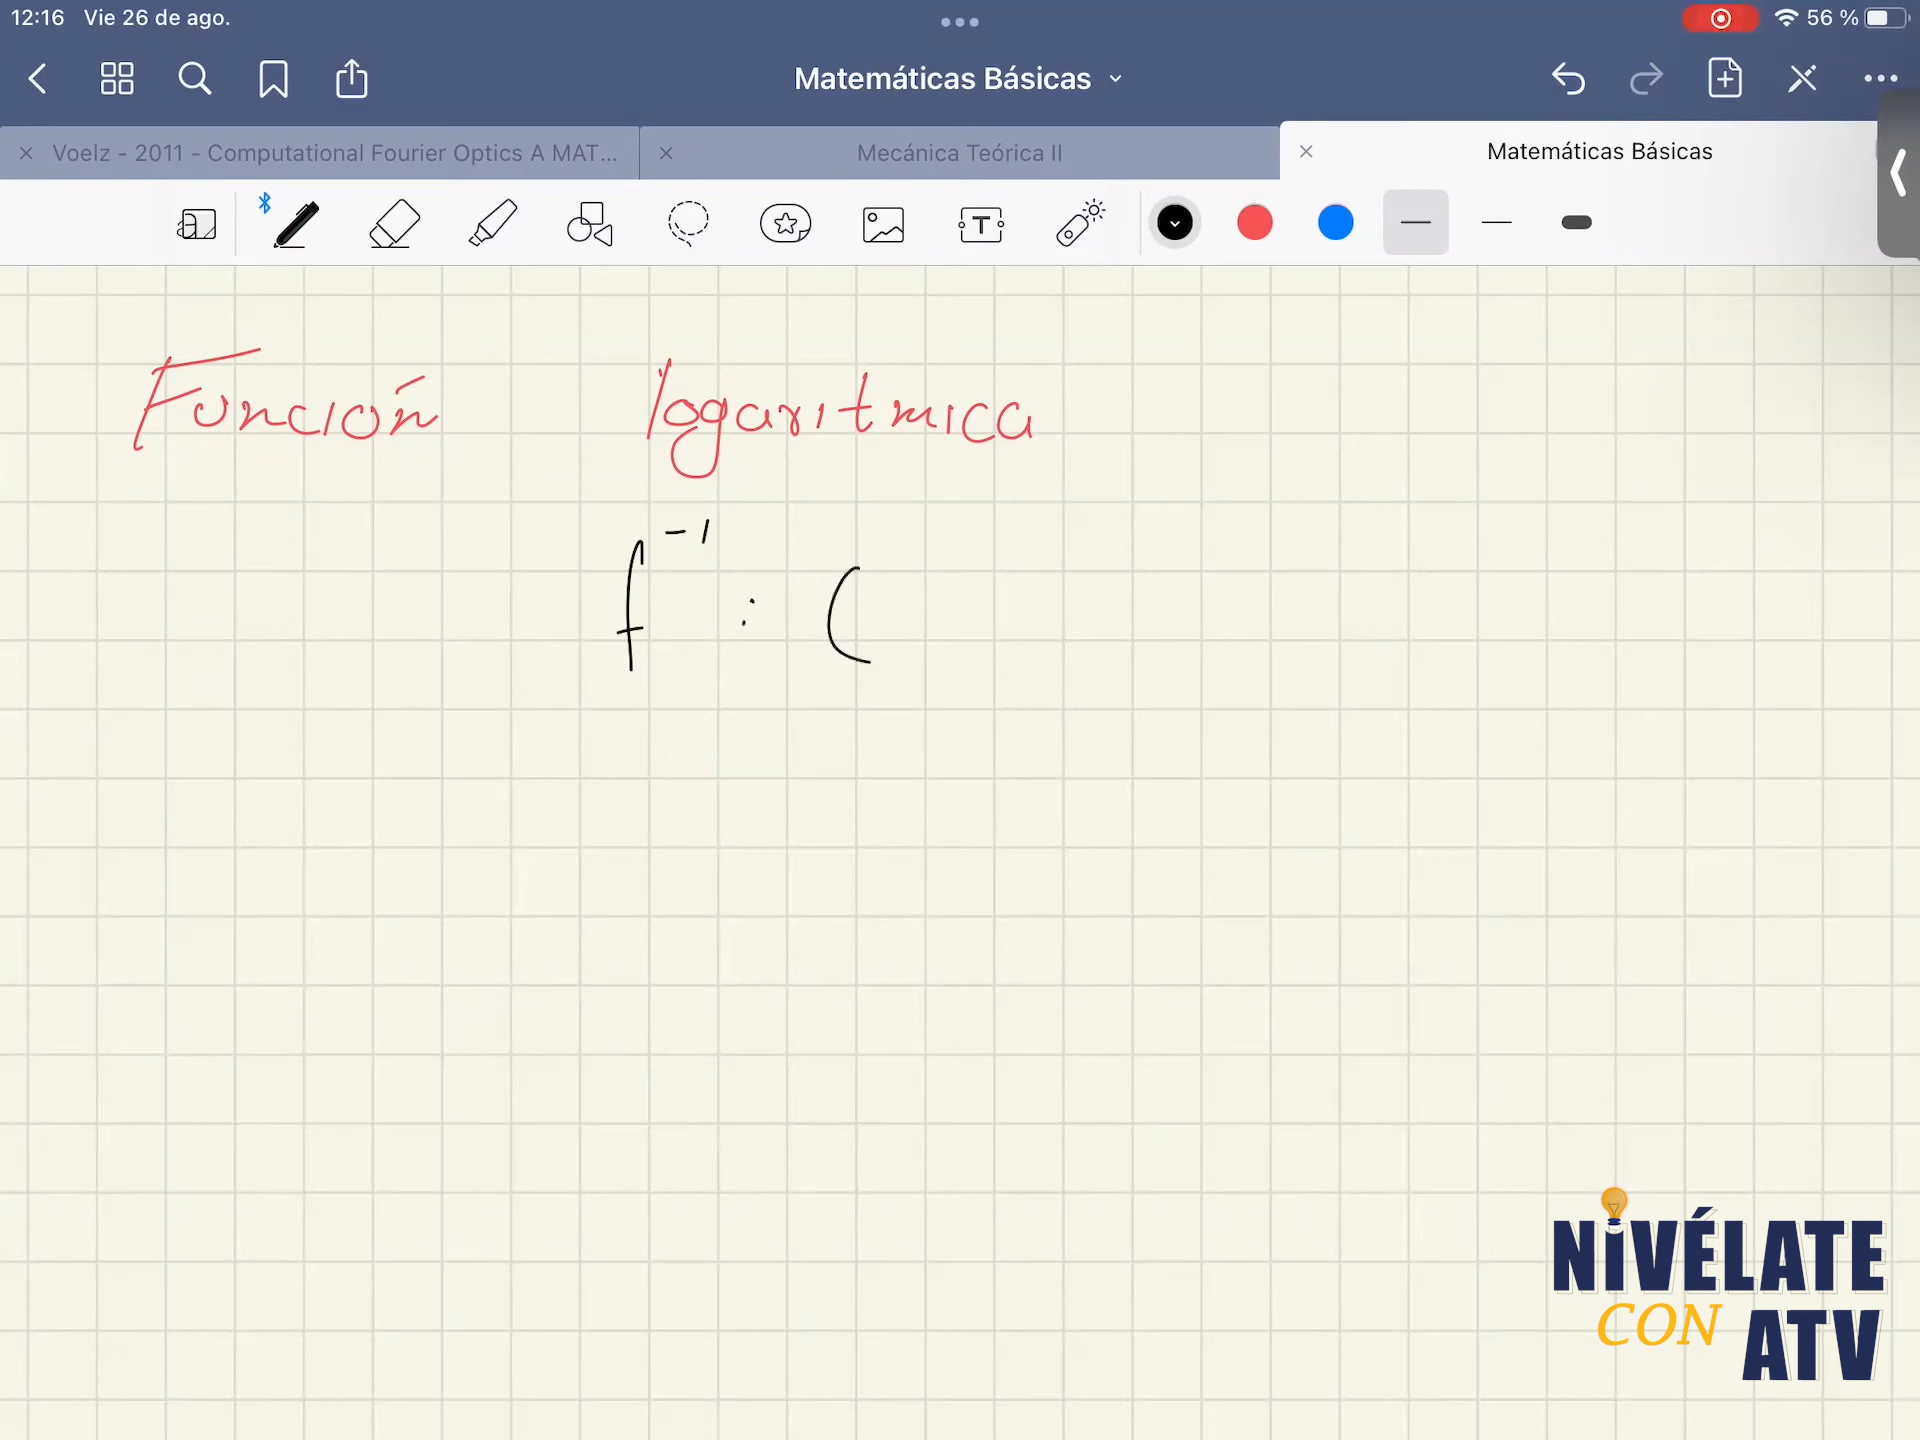 12:16 Vie 26 de ago. 56 %
Matemáticas Básicas
Voelz - 2011 - Computational Fourier Optics A MAT... Mecánica Teórica II Matemáticas Básicas
T
Función logaritmica
f⁻¹ : (
NIVÉLATE
CON ATV